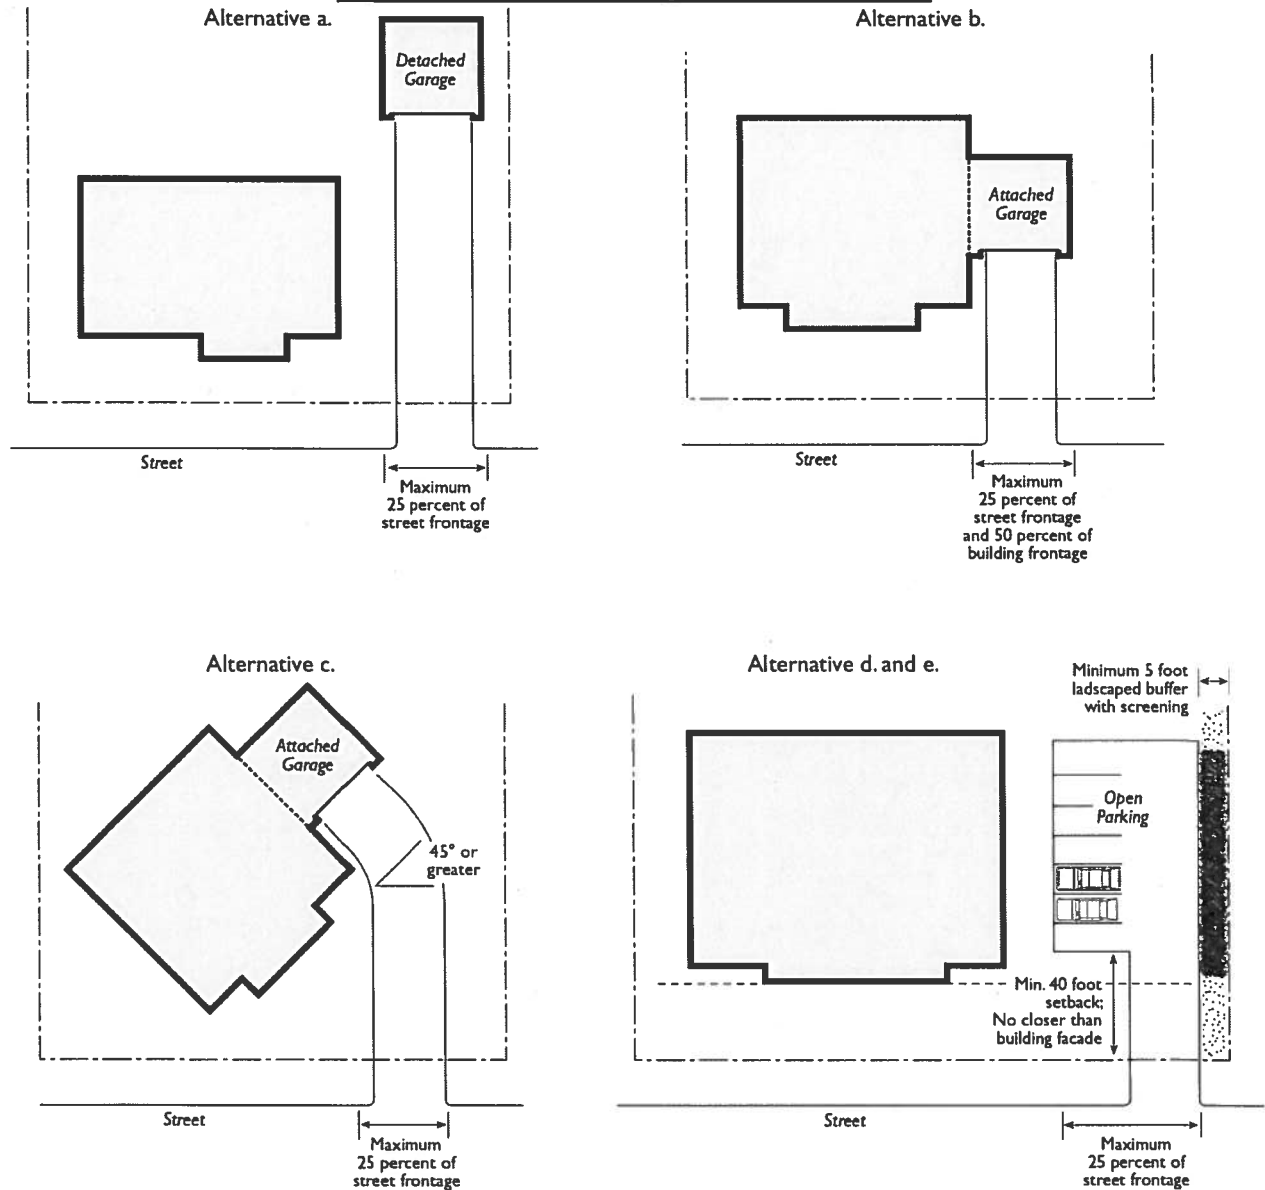 Alternative a.
Detached
Garage
Street
Maximum
25 percent of
street frontage
Alternative b.
Attached
Garage
Street
Maximum
25 percent of
street frontage
and 50 percent of
building frontage
Alternative c.
Attached
Garage
45° or
greater
Street
Maximum
25 percent of
street frontage
Alternative d. and e.
Minimum 5 foot
ladscaped buffer
with screening
Open
Parking
Min. 40 foot
setback;
No closer than
building facade
Street
Maximum
25 percent of
street frontage